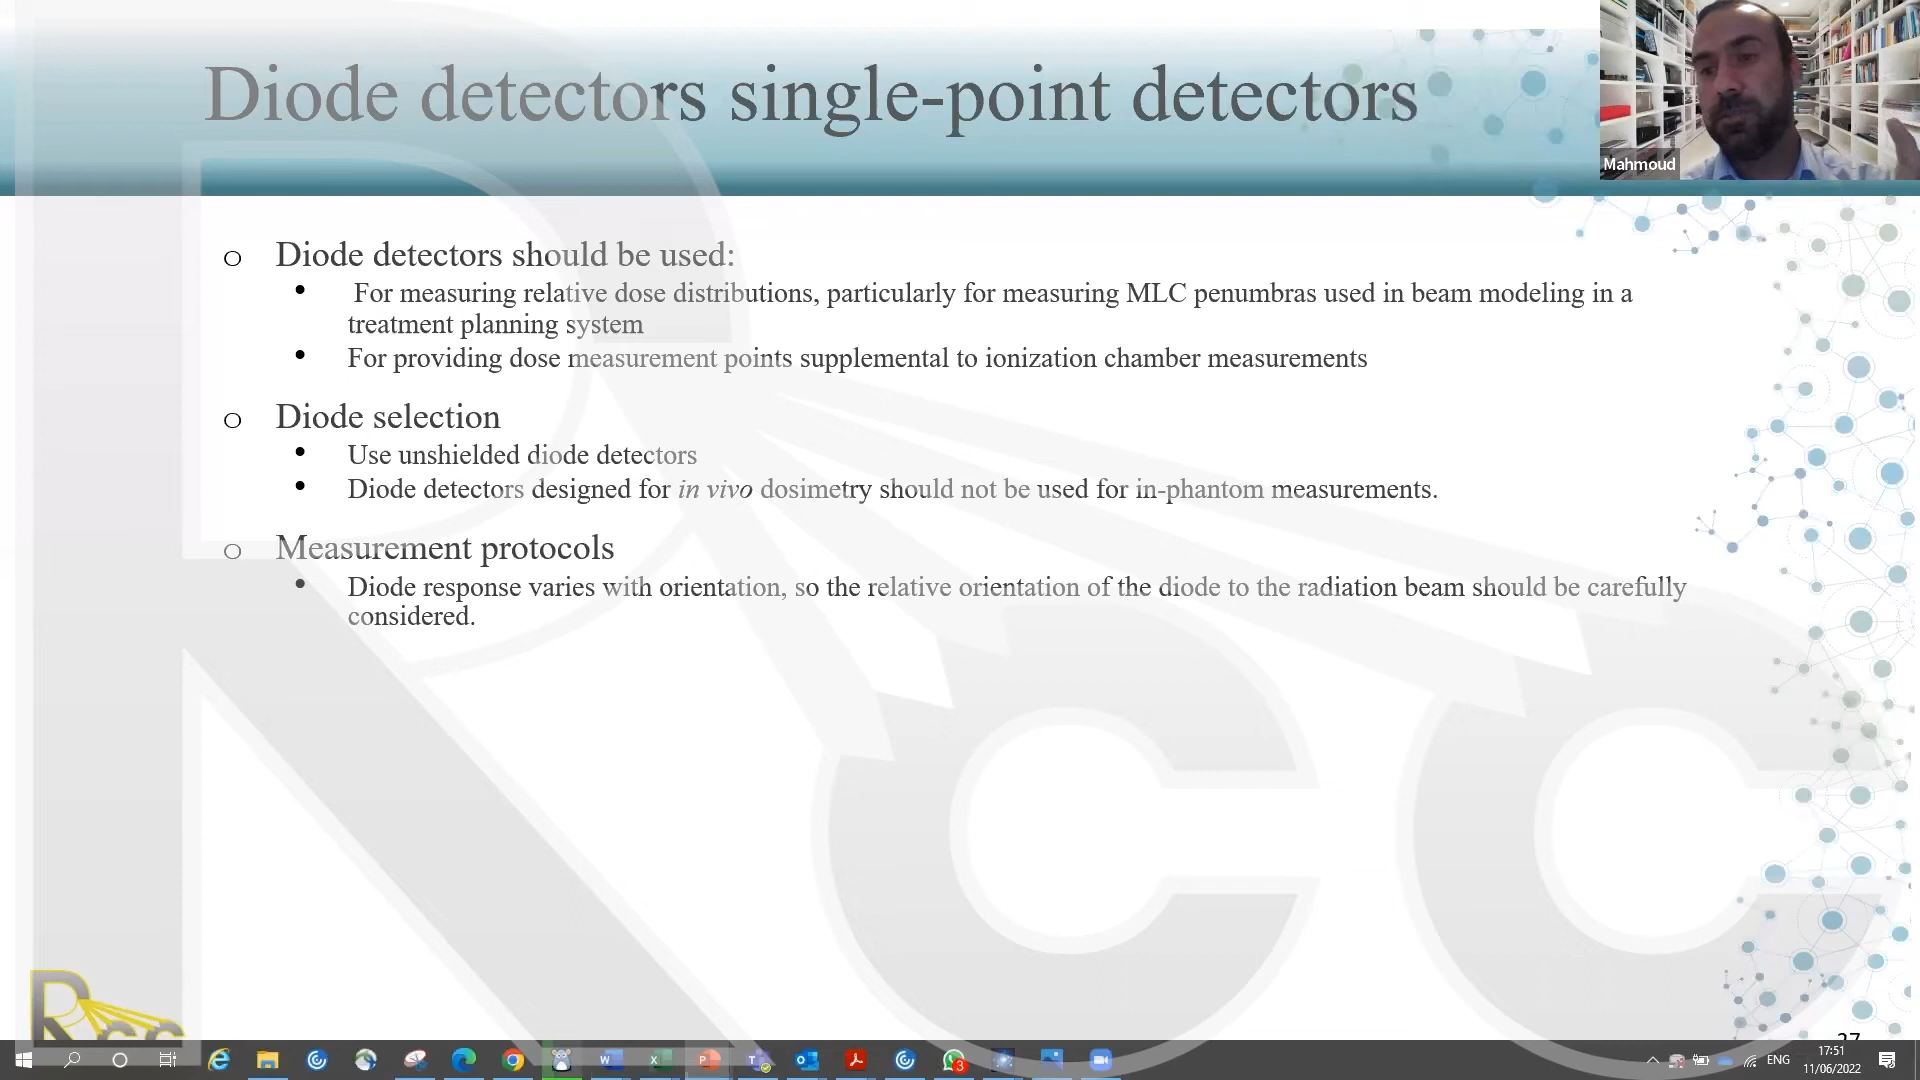 Diode detectors single-point detectors
Mahmoud
o Diode detectors should be used:
• For measuring relative dose distributions, particularly for measuring MLC penumbras used in beam modeling in a
treatment planning system
• For providing dose measurement points supplemental to ionization chamber measurements
o Diode selection
• Use unshielded diode detectors
• Diode detectors designed for in vivo dosimetry should not be used for in-phantom measurements.
o Measurement protocols
• Diode response varies with orientation, so the relative orientation of the diode to the radiation beam should be carefully
considered.
Rcc
27
ENG
17:51
11/06/2022
3